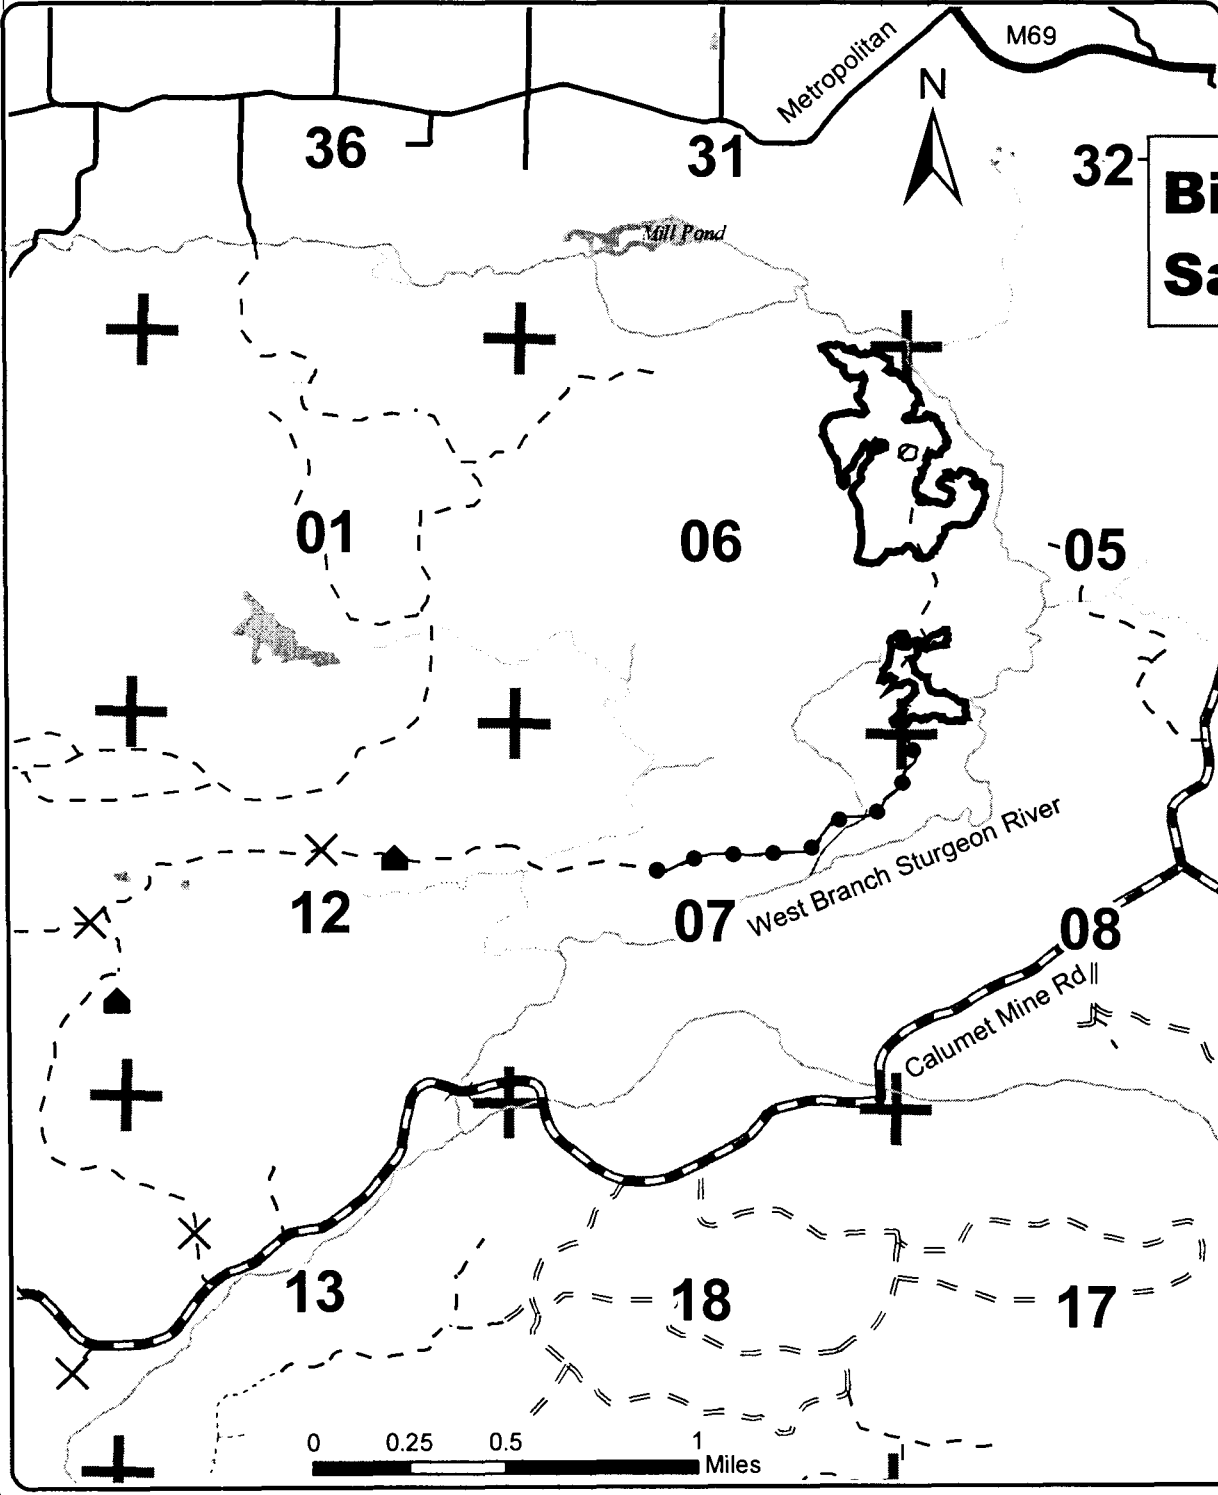 M69
Metropolitan
N
36
31
32
Bi
Sa
Mill Pond
01
06
05
12
07
West Branch Sturgeon River
08
Calumet Mine Rd
13
18
17
0 0.25 0.5 1
Miles